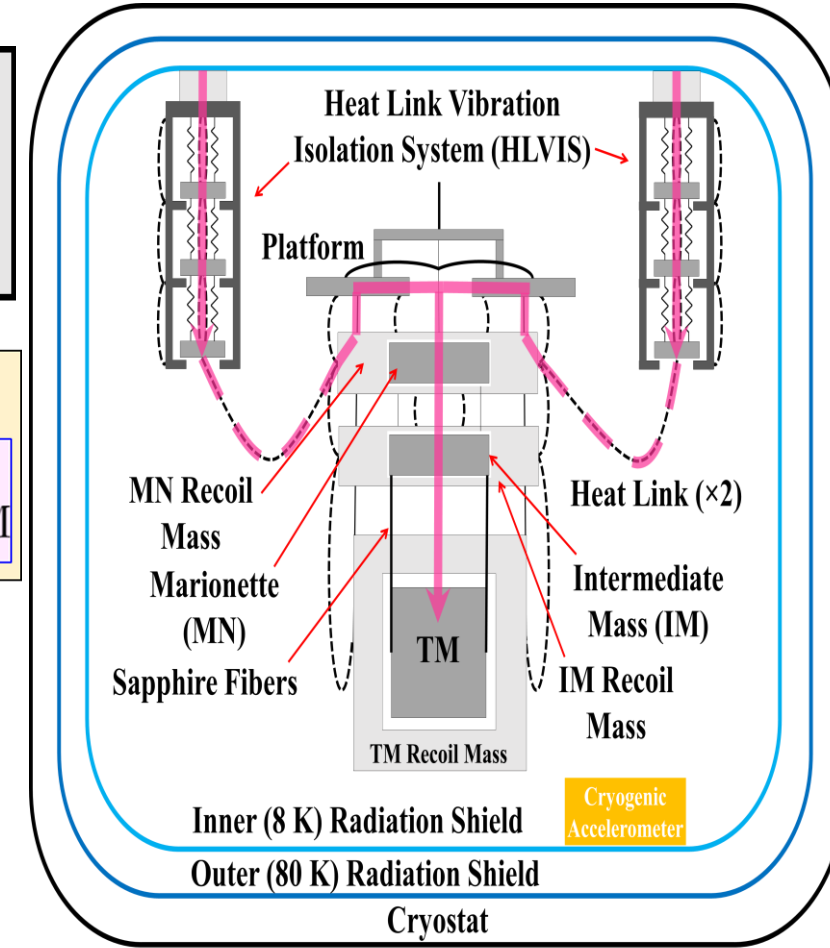 Heat Link Vibration
Isolation System (HLVIS)
Platform
MN Recoil
Mass
Heat Link (×2)
Marionette
(MN)
Intermediate
Mass (IM)
Sapphire Fibers
TM
IM Recoil
Mass
TM Recoil Mass
Cryogenic
Accelerometer
Inner (8 K) Radiation Shield
Outer (80 K) Radiation Shield
Cryostat